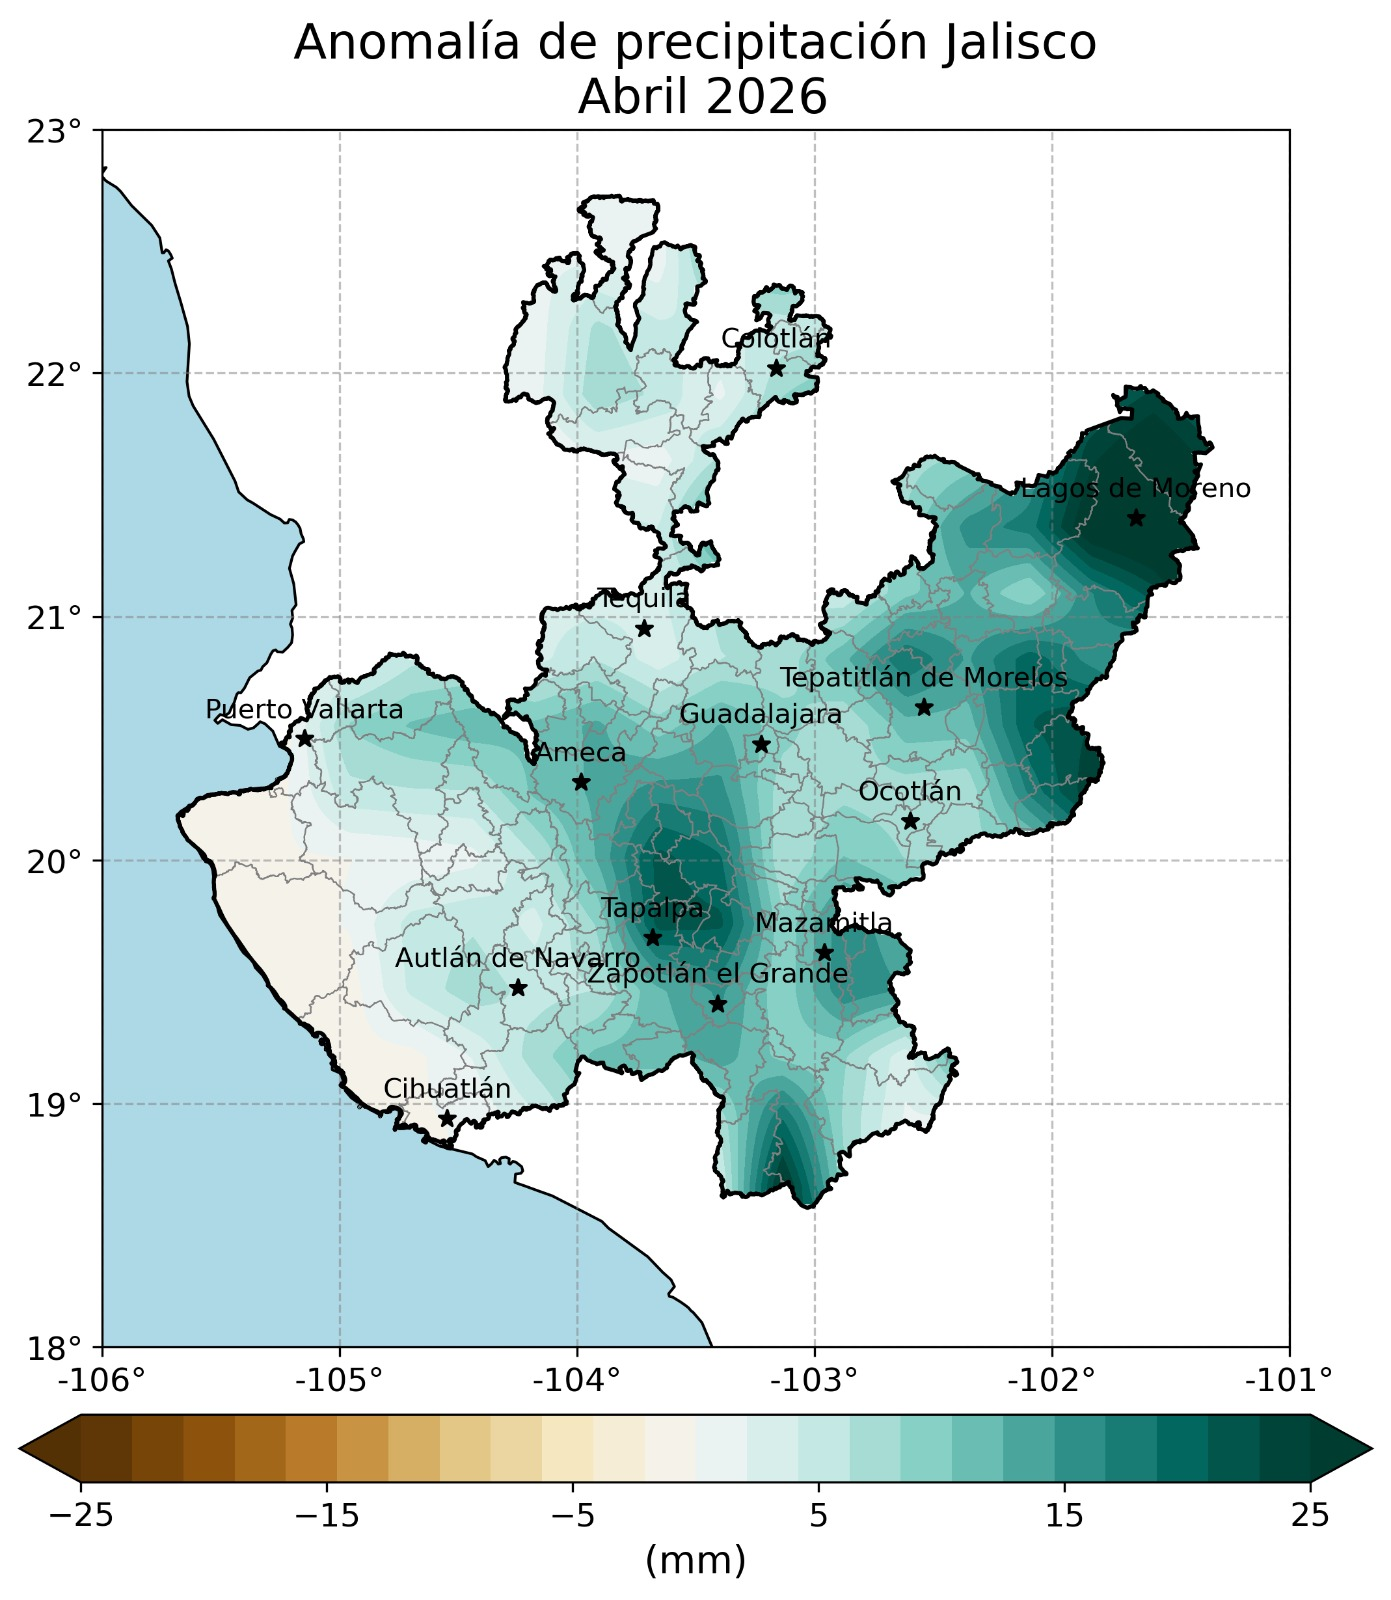 Anomalía de precipitación Jalisco
Abril 2026
23°
22°
21°
20°
19°
18°
Colotlán
Lagos de Moreno
Tequila
Tepatitlán de Morelos
Puerto Vallarta
Guadalajara
Ameca
Ocotlán
Tapalpa
Mazamitla
Autlán de Navarro
Zapotlán el Grande
Cihuatlán
-106° -105° -104° -103° -102° -101°
−25 −15 −5 5 15 25
(mm)